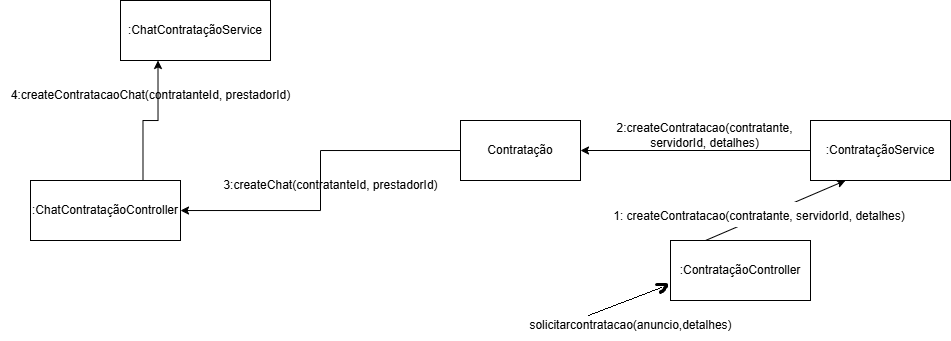 :ChatContrataçãoService
4:createContratacaoChat(contratanteId, prestadorId)
2:createContratacao(contratante,
servidorId, detalhes)
Contratação
:ContrataçãoService
3:createChat(contratanteId, prestadorId)
:ChatContrataçãoController
1: createContratacao(contratante, servidorId, detalhes)
:ContrataçãoController
solicitarcontratacao(anuncio,detalhes)